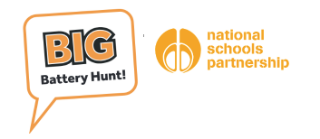 BIG
Battery Hunt!
national
schools
partnership